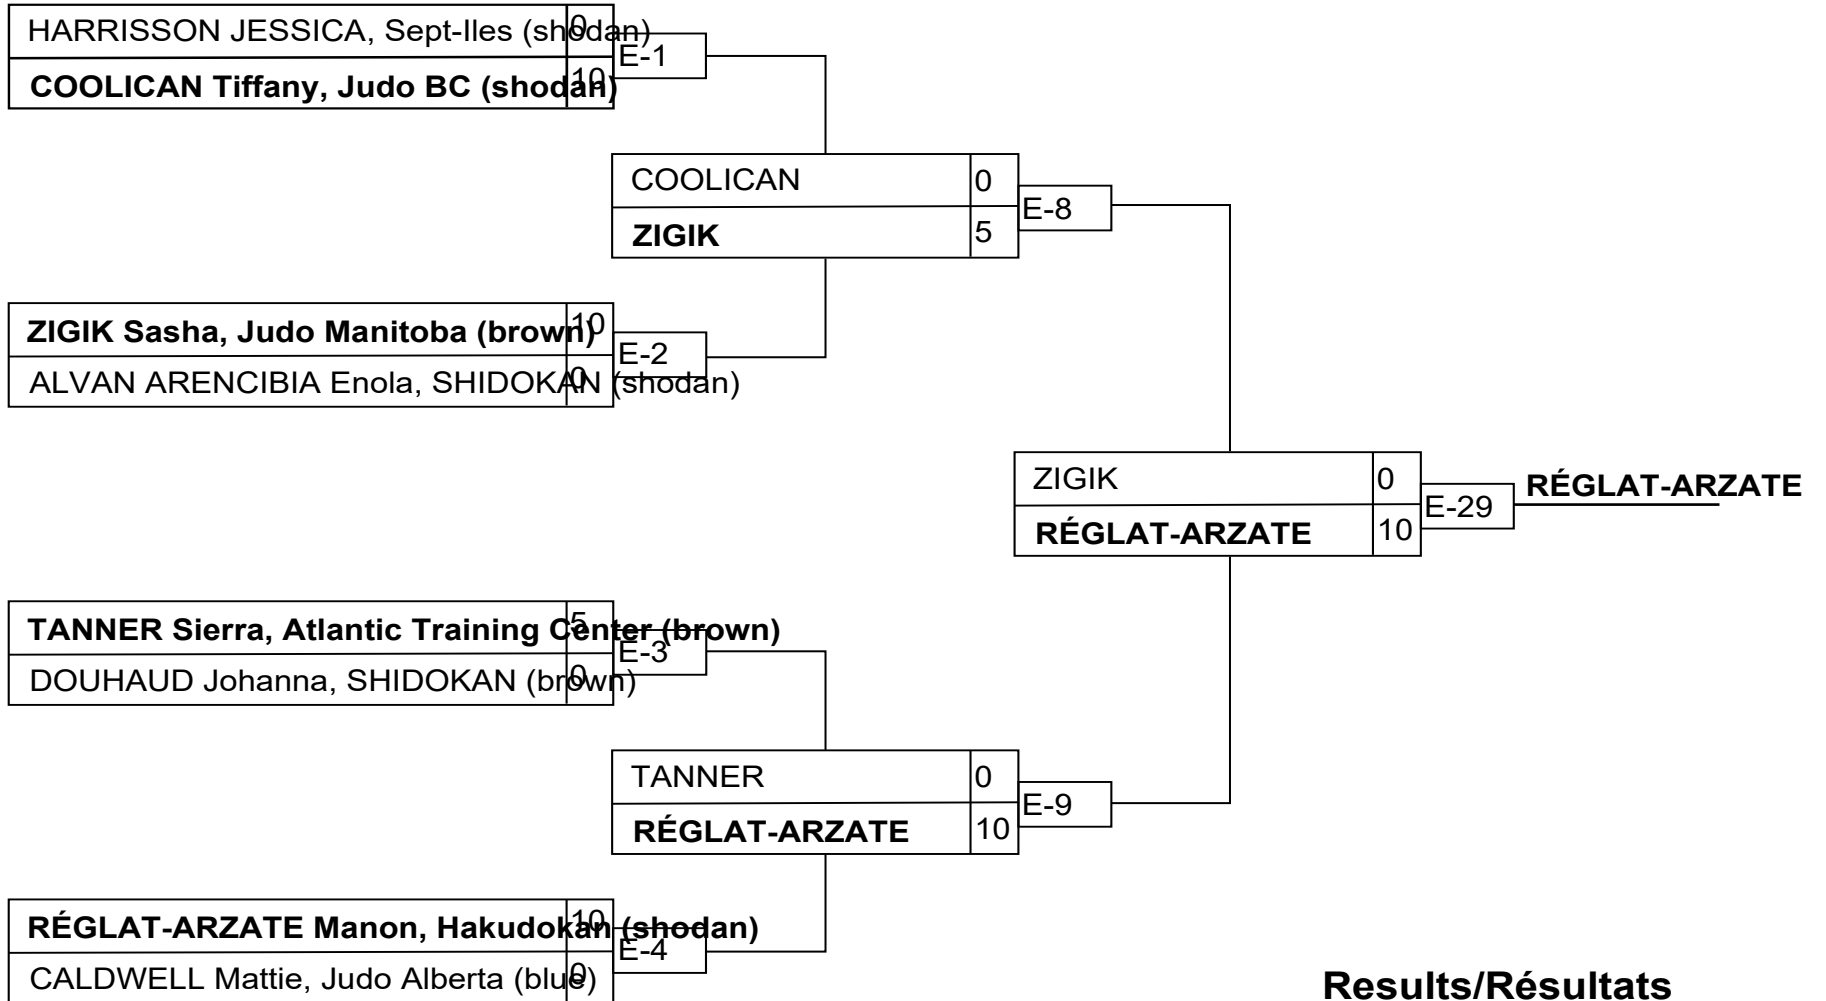 HARRISSON JESSICA, Sept-Iles (shodan) 0
E-1
COOLICAN Tiffany, Judo BC (shodan) 10
COOLICAN 0
E-8
ZIGIK 5
ZIGIK Sasha, Judo Manitoba (brown) 10
E-2
ALVAN ARENCIBIA Enola, SHIDOKAN (shodan) 0
ZIGIK 0
RÉGLAT-ARZATE
E-29
RÉGLAT-ARZATE 10
TANNER Sierra, Atlantic Training Center (brown) 5
E-3
DOUHAUD Johanna, SHIDOKAN (brown) 0
TANNER 0
E-9
RÉGLAT-ARZATE 10
RÉGLAT-ARZATE Manon, Hakudokan (shodan) 10
E-4
CALDWELL Mattie, Judo Alberta (blue) 0
Results/Résultats